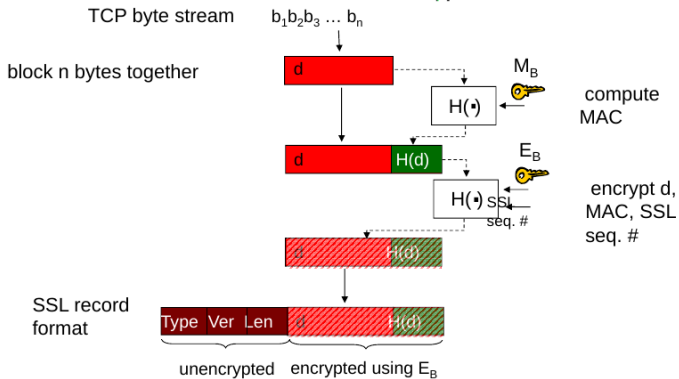 TCP byte stream
b1b2b3 … bn
block n bytes together
d
MB
H(·)
compute
MAC
d
H(d)
EB
H(·)
SSL
seq. #
encrypt d,
MAC, SSL
seq. #
d
H(d)
SSL record
format
Type Ver Len
d
H(d)
unencrypted
encrypted using EB